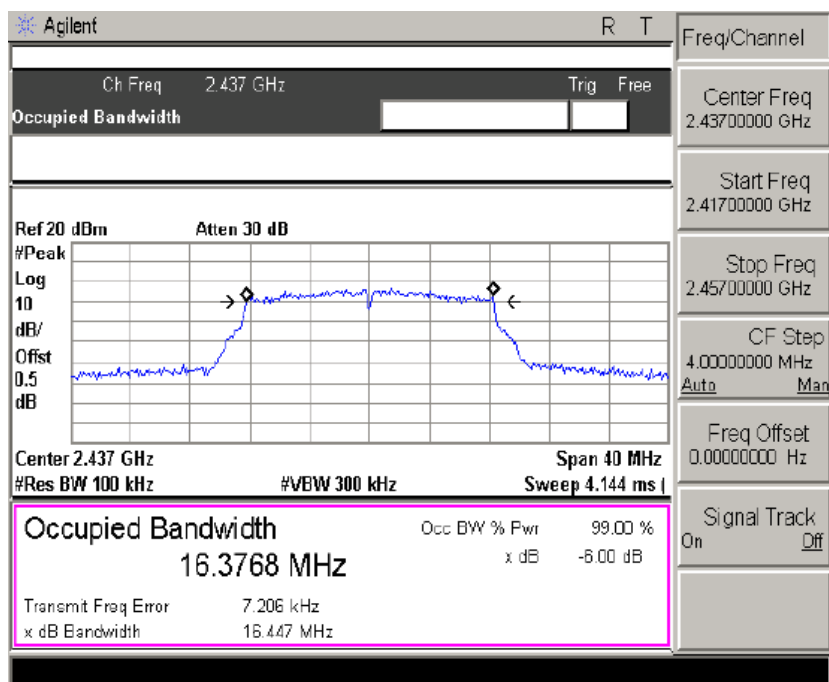 Agilent R T
Freq/Channel
Ch Freq 2.437 GHz Trig Free
Occupied Bandwidth
Center Freq
2.43700000 GHz
Start Freq
2.41700000 GHz
Ref 20 dBm Atten 30 dB
#Peak
Log
10
dB/
Offst
0.5
dB
Stop Freq
2.45700000 GHz
CF Step
4.00000000 MHz
Auto Man
Freq Offset
0.00000000 Hz
Center 2.437 GHz Span 40 MHz
#Res BW 100 kHz #VBW 300 kHz Sweep 4.144 ms (
Signal Track
On Off
Occupied Bandwidth Occ BW % Pwr 99.00 %
16.3768 MHz x dB -6.00 dB
Transmit Freq Error 7.206 kHz
x dB Bandwidth 16.447 MHz